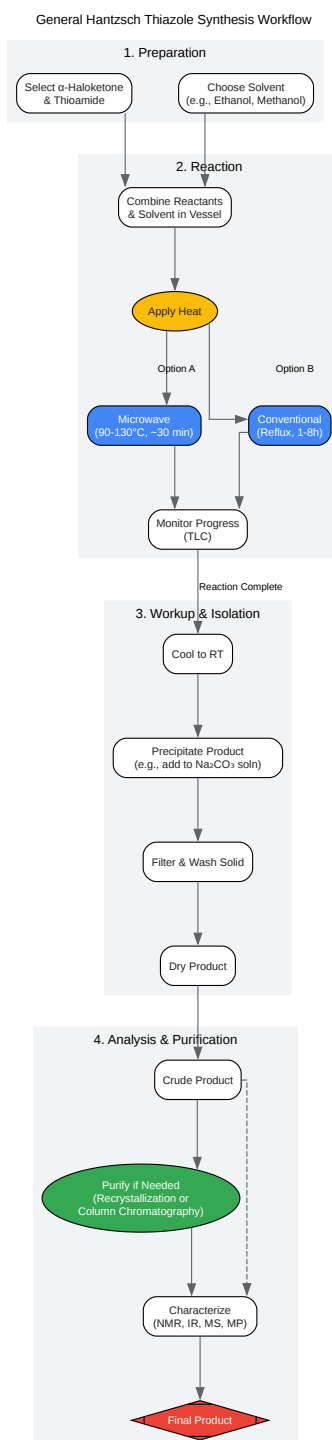 General Hantzsch Thiazole Synthesis Workflow
1. Preparation
Select α-Haloketone
& Thioamide
Choose Solvent
(e.g., Ethanol, Methanol)
2. Reaction
Combine Reactants
& Solvent in Vessel
Apply Heat
Option A
Option B
Microwave
(90-130°C, ~30 min)
Conventional
(Reflux, 1-8h)
Monitor Progress
(TLC)
Reaction Complete
3. Workup & Isolation
Cool to RT
Precipitate Product
(e.g., add to Na₂CO₃ soln)
Filter & Wash Solid
Dry Product
4. Analysis & Purification
Crude Product
Purify if Needed
(Recrystallization or
Column Chromatography)
Characterize
(NMR, IR, MS, MP)
Final Product